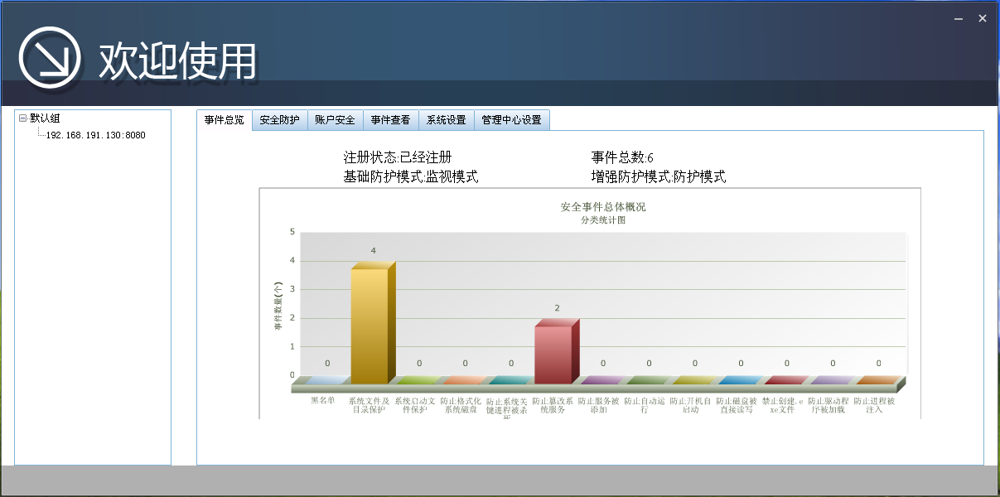 欢迎使用
默认组
192.168.191.130:8080
事件总览 安全防护 账户安全 事件查看 系统设置 管理中心设置
注册状态:已经注册 事件总数:6
基础防护模式:监视模式 增强防护模式:防护模式
安全事件总体概况
分类统计图
事件数量(个)
5
4
3
2
1
0
0 4 0 0 0 2 0 0 0 0 0 0 0
黑名单
系统文件及
目录保护
系统启动文
件保护
防止格式化
系统磁盘
防止系统关
键进程被杀
死
防止篡改系
统服务
防止服务被
添加
防止自动运
行
防止开机自
启动
防止磁盘被
直接读写
禁止创建.e
xe文件
防止驱动程
序被加载
防止进程被
注入